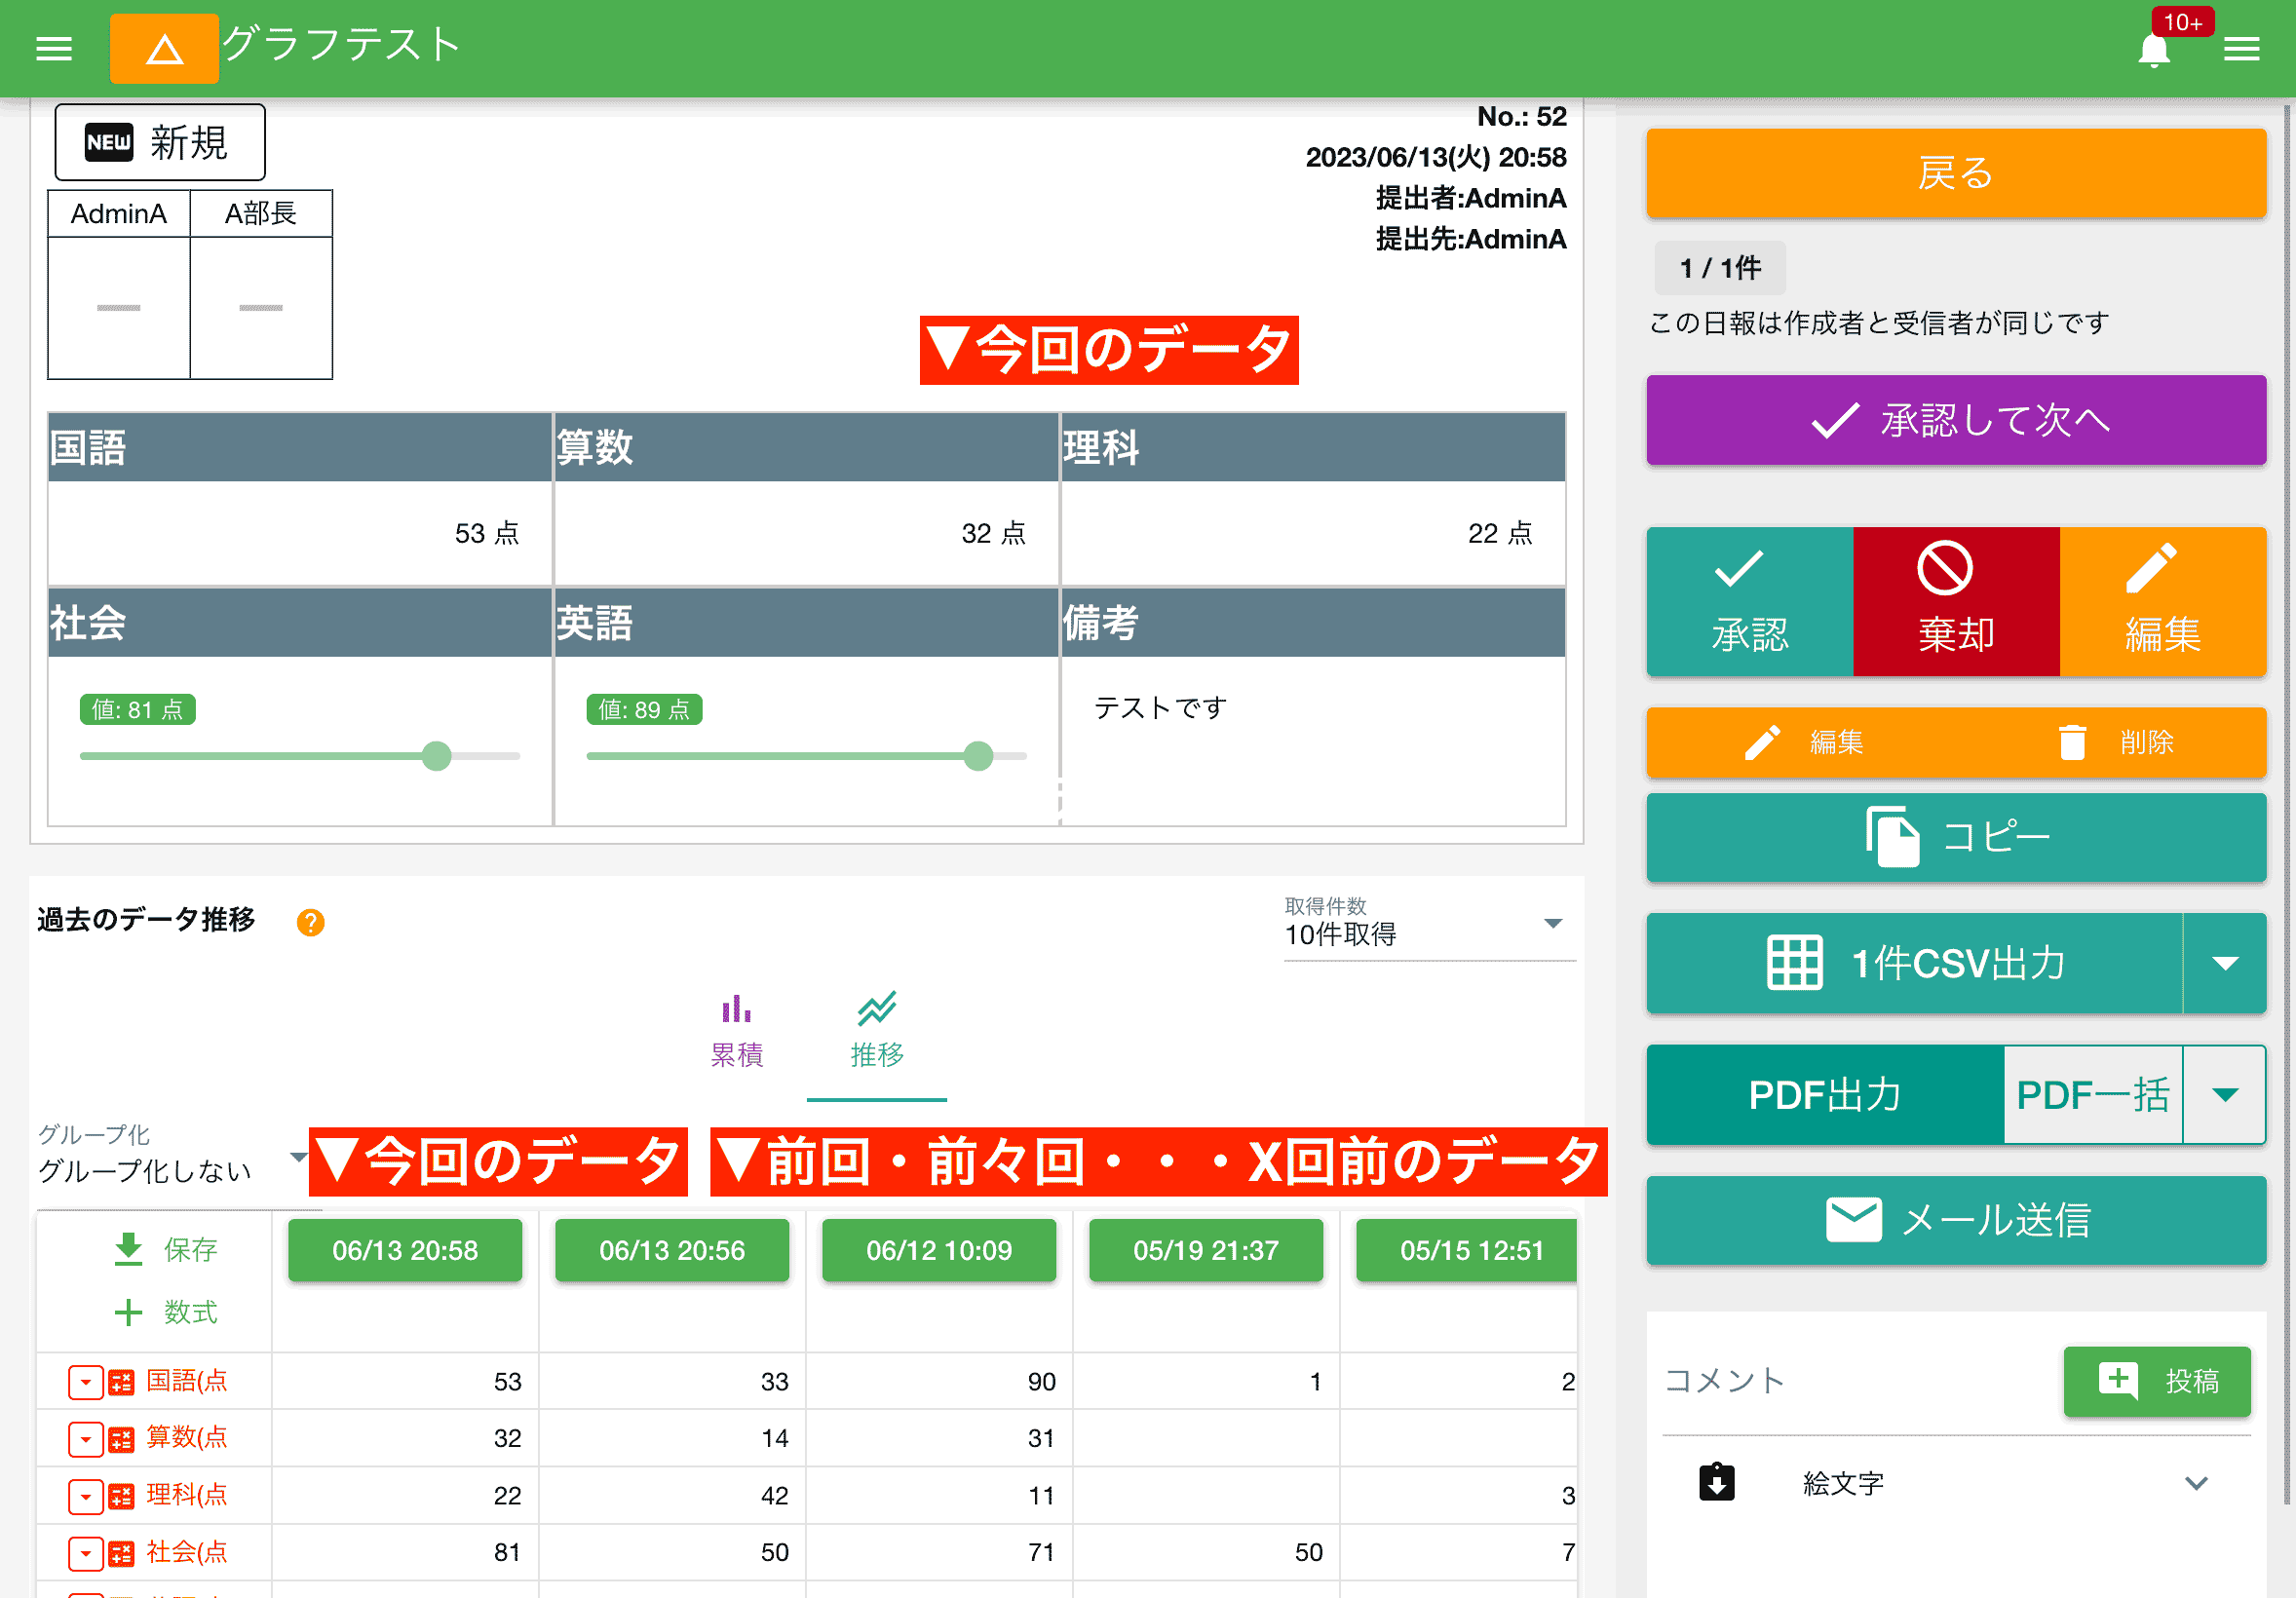 グラフテスト
10+
NEW 新規
No.: 52
2023/06/13(火) 20:58
提出者:AdminA
提出先:AdminA
AdminA A部長
▼今回のデータ
国語 算数 理科
53 点 32 点 22 点
社会 英語 備考
値: 81 点 値: 89 点 テストです
過去のデータ推移 ?
取得件数
10件取得
累積 推移
グループ化
グループ化しない
▼今回のデータ ▼前回・前々回・・・X回前のデータ
保存 06/13 20:58 06/13 20:56 06/12 10:09 05/19 21:37 05/15 12:51
数式
国語(点 53 33 90 1 2
算数(点 32 14 31
理科(点 22 42 11 3
社会(点 81 50 71 50 7
戻る
1 / 1件
この日報は作成者と受信者が同じです
承認して次へ
承認 棄却 編集
編集 削除
コピー
1件CSV出力
PDF出力 PDF一括
メール送信
コメント 投稿
絵文字